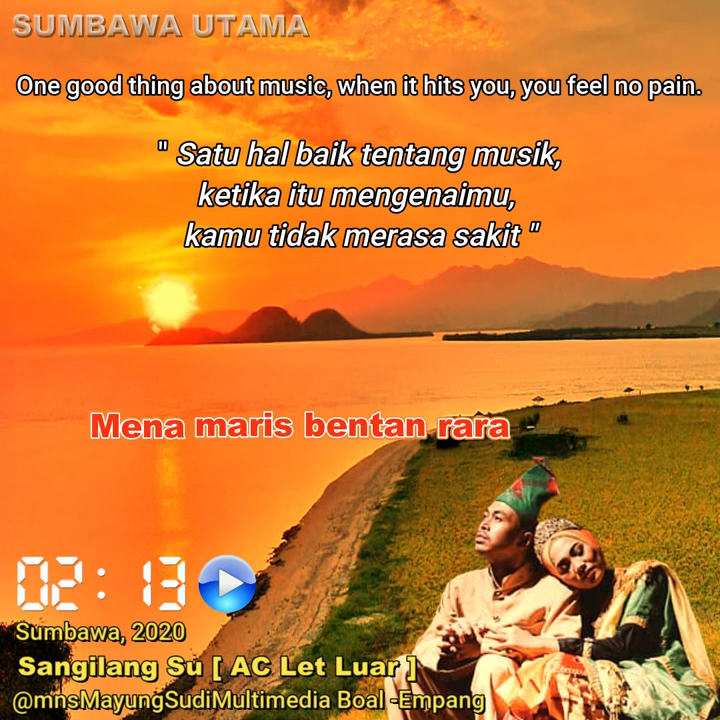 SUMBAWA UTAMA
One good thing about music, when it hits you, you feel no pain.
" Satu hal baik tentang musik,
ketika itu mengenaimu,
kamu tidak merasa sakit "
Mena maris bentan rara
02: 13
Sumbawa, 2020
Sangilang Su [ AC Let Luar ]
@mnsMayungSudiMultimedia Boal -Empang